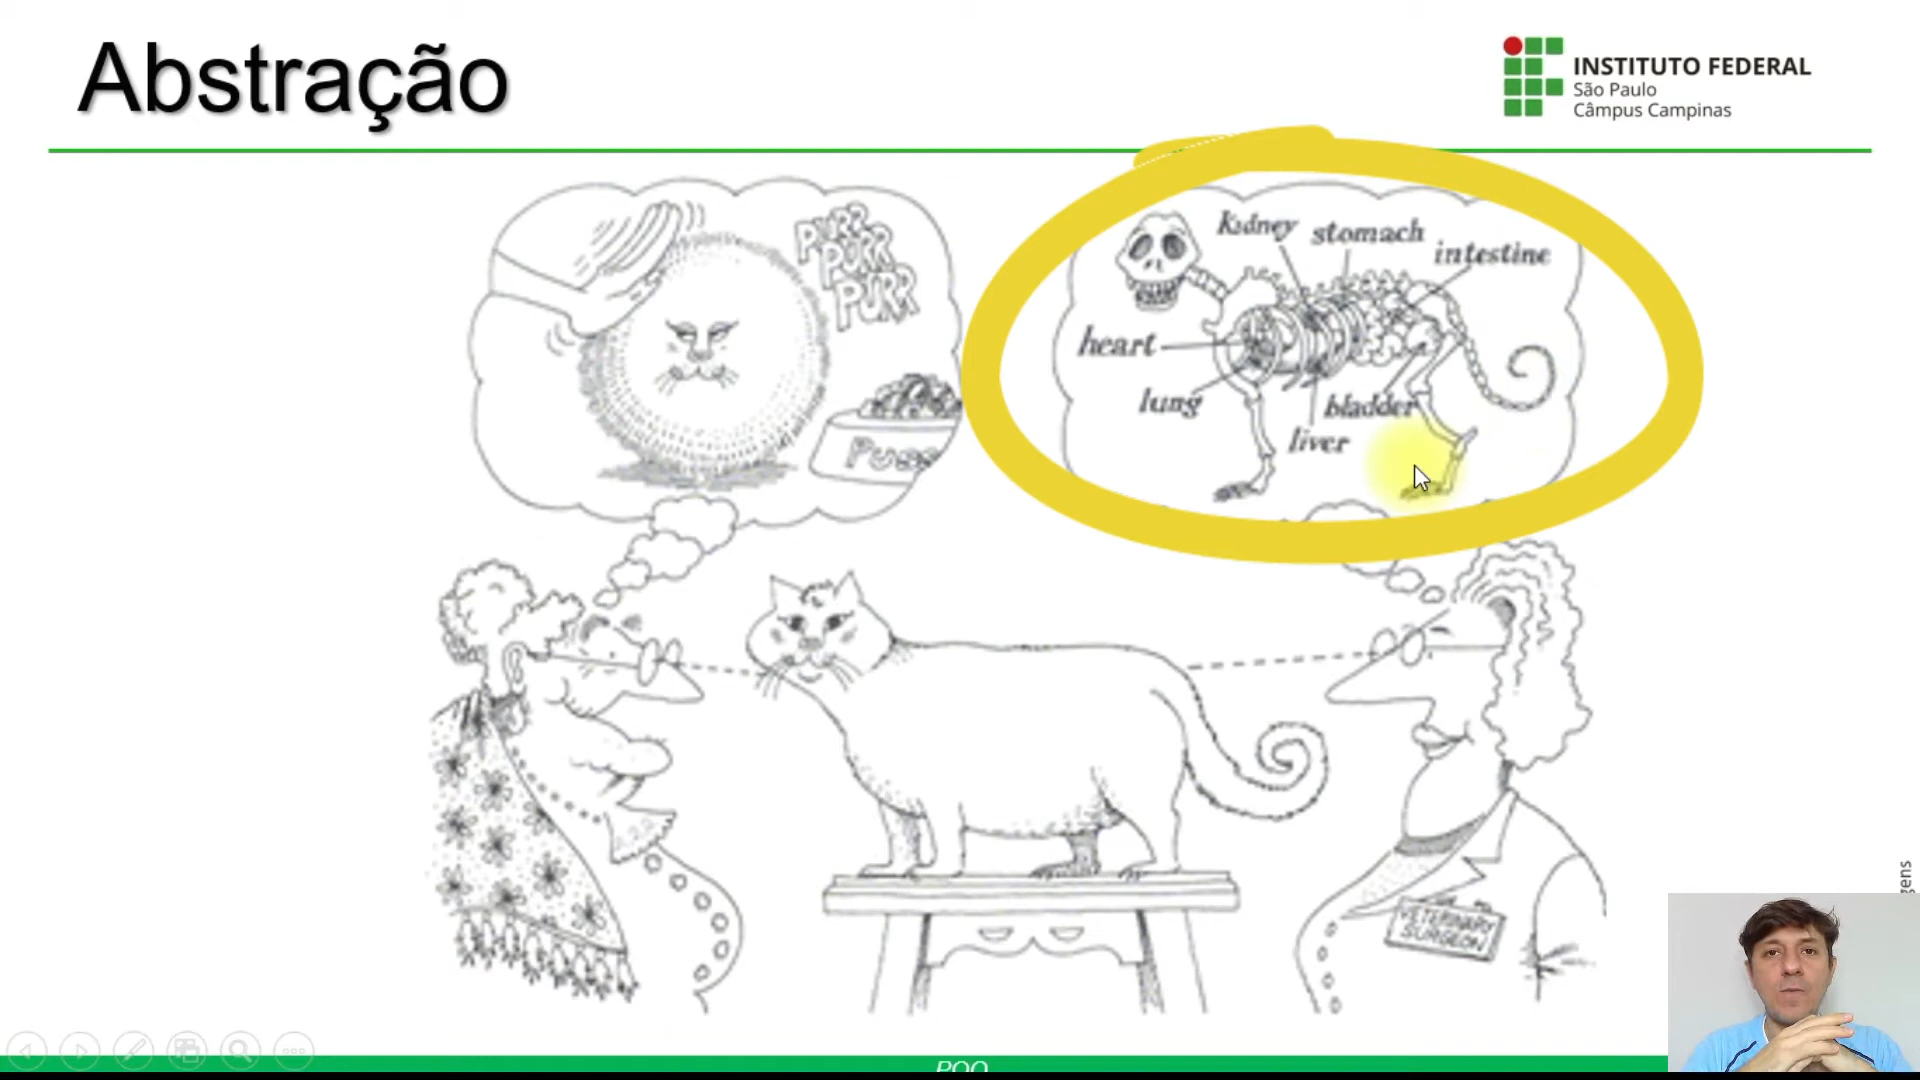 Abstração
INSTITUTO FEDERAL
São Paulo
Câmpus Campinas
PURR
PURR
PURR
Kidney
stomach
intestine
heart
lung
bladder
liver
VETERINARY
SURGEON
POO